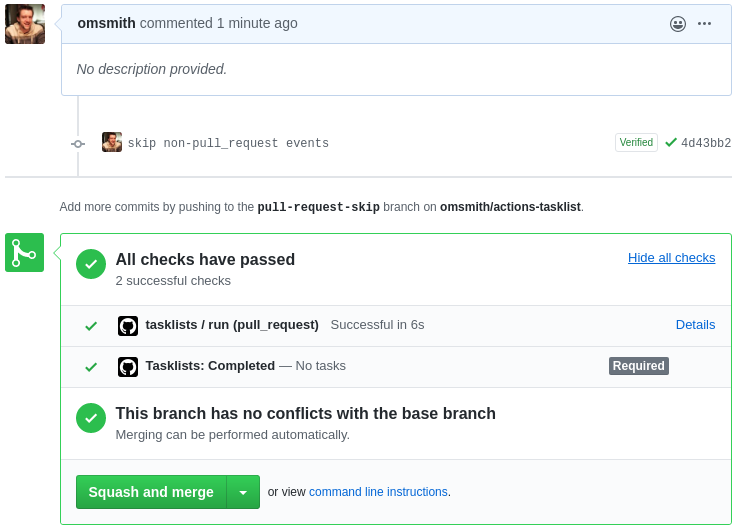 omsmith commented 1 minute ago
No description provided.
skip non-pull_request events Verified 4d43bb2
Add more commits by pushing to the pull-request-skip branch on omsmith/actions-tasklist.
All checks have passed Hide all checks
2 successful checks
tasklists / run (pull_request) Successful in 6s Details
Tasklists: Completed — No tasks Required
This branch has no conflicts with the base branch
Merging can be performed automatically.
Squash and merge or view command line instructions.